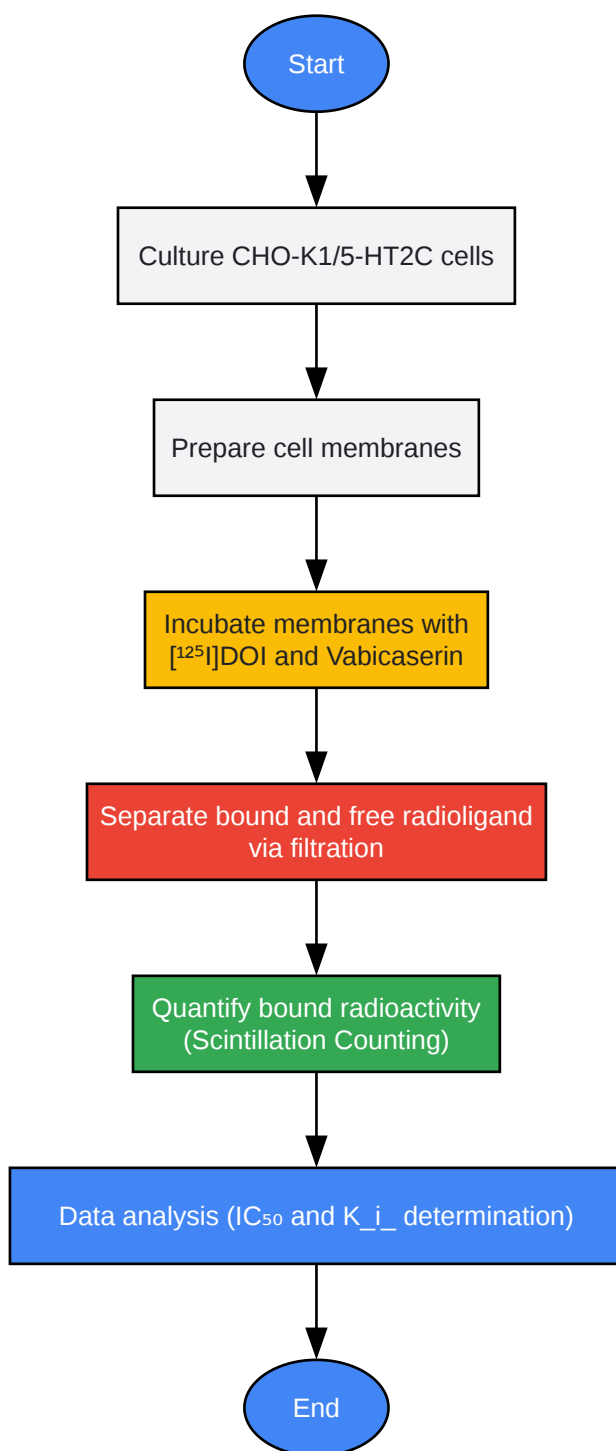 Start
Culture CHO-K1/5-HT2C cells
Prepare cell membranes
Incubate membranes with
[¹²⁵I]DOI and Vabicaserin
Separate bound and free radioligand
via filtration
Quantify bound radioactivity
(Scintillation Counting)
Data analysis (IC₅₀ and K_i_ determination)
End